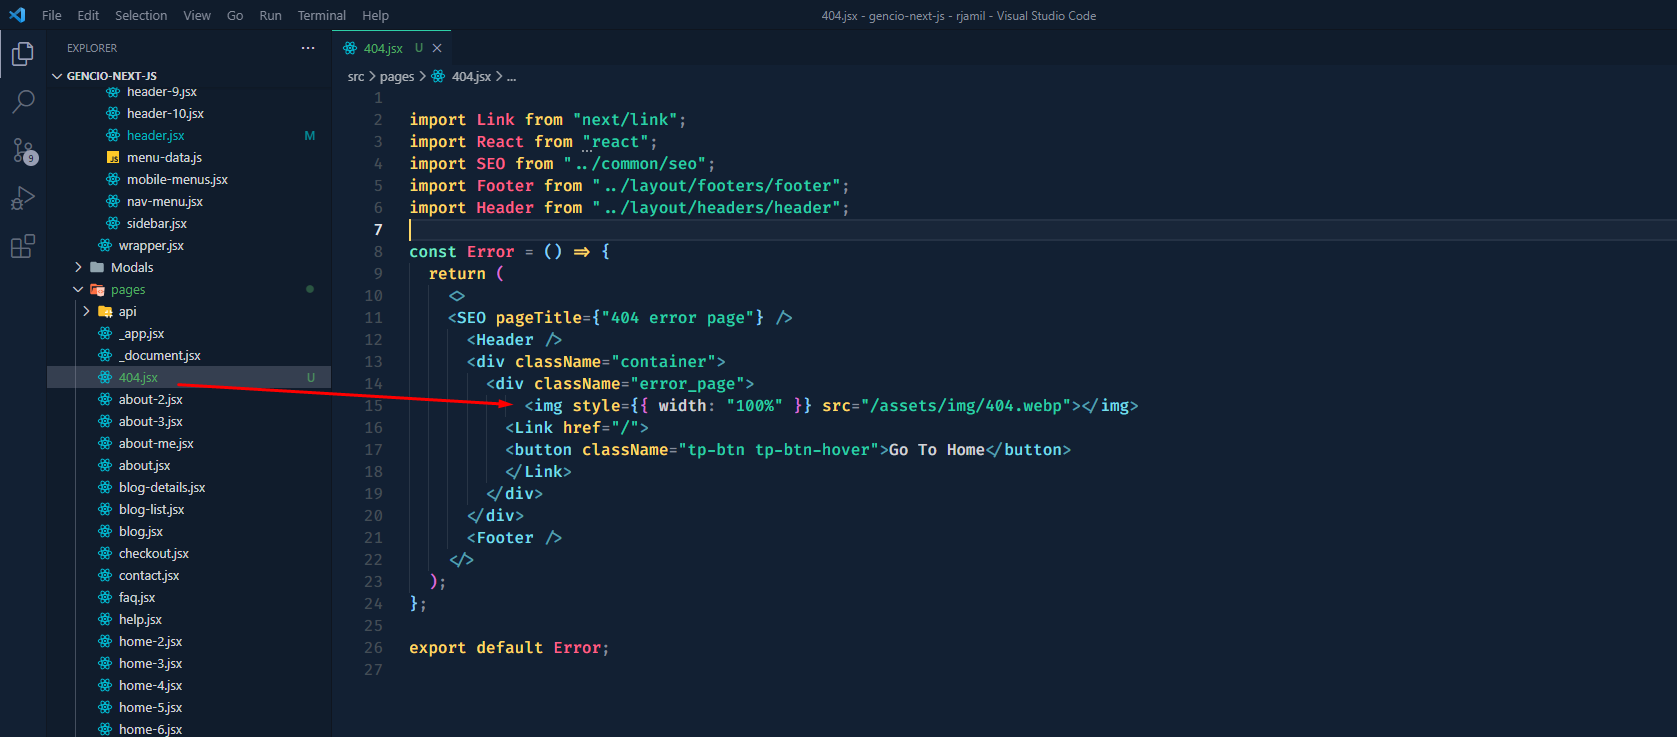 File Edit Selection View Go Run Terminal Help
404.jsx - gencio-next-js - rjamil - Visual Studio Code
EXPLORER ···
GENCIO-NEXT-JS
header-9.jsx
header-10.jsx
header.jsx M
JS menu-data.js
mobile-menus.jsx
nav-menu.jsx
sidebar.jsx
wrapper.jsx
Modals
pages
api
_app.jsx
_document.jsx
404.jsx U
about-2.jsx
about-3.jsx
about-me.jsx
about.jsx
blog-details.jsx
blog-list.jsx
blog.jsx
checkout.jsx
contact.jsx
faq.jsx
help.jsx
home-2.jsx
home-3.jsx
home-4.jsx
home-5.jsx
home-6.jsx
9
404.jsx U ×
src > pages > 404.jsx > ...
1
2 import Link from "next/link";
3 import React from "react";
4 import SEO from "../common/seo";
5 import Footer from "../layout/footers/footer";
6 import Header from "../layout/headers/header";
7
8 const Error = () => {
9 return (
10 <>
11 <SEO pageTitle={"404 error page"} />
12 <Header />
13 <div className="container">
14 <div className="error_page">
15 <img style={{ width: "100%" }} src="/assets/img/404.webp"></img>
16 <Link href="/">
17 <button className="tp-btn tp-btn-hover">Go To Home</button>
18 </Link>
19 </div>
20 </div>
21 <Footer />
22 </>
23 );
24 };
25
26 export default Error;
27